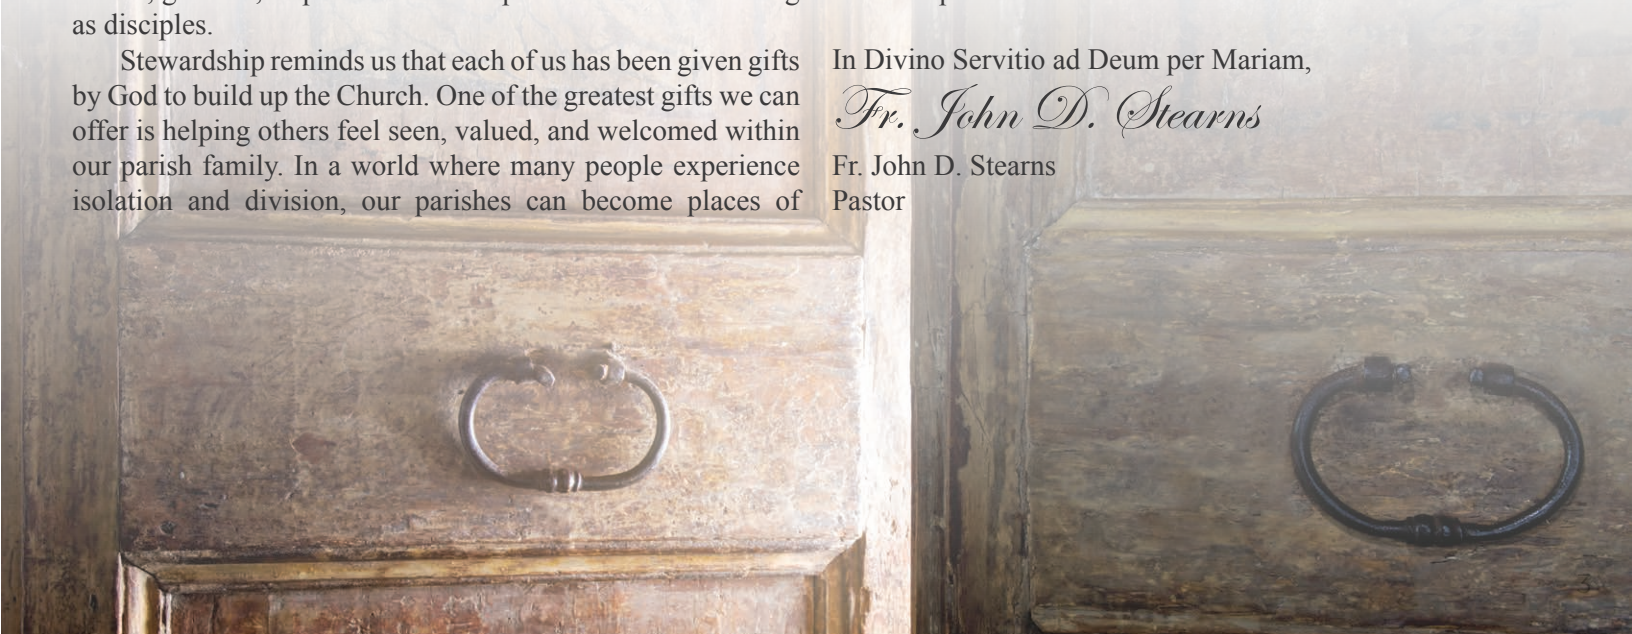 as disciples.
Stewardship reminds us that each of us has been given gifts
by God to build up the Church. One of the greatest gifts we can
offer is helping others feel seen, valued, and welcomed within
our parish family. In a world where many people experience
isolation and division, our parishes can become places of
In Divino Servitio ad Deum per Mariam,
Fr. John D. Stearns
Fr. John D. Stearns
Pastor